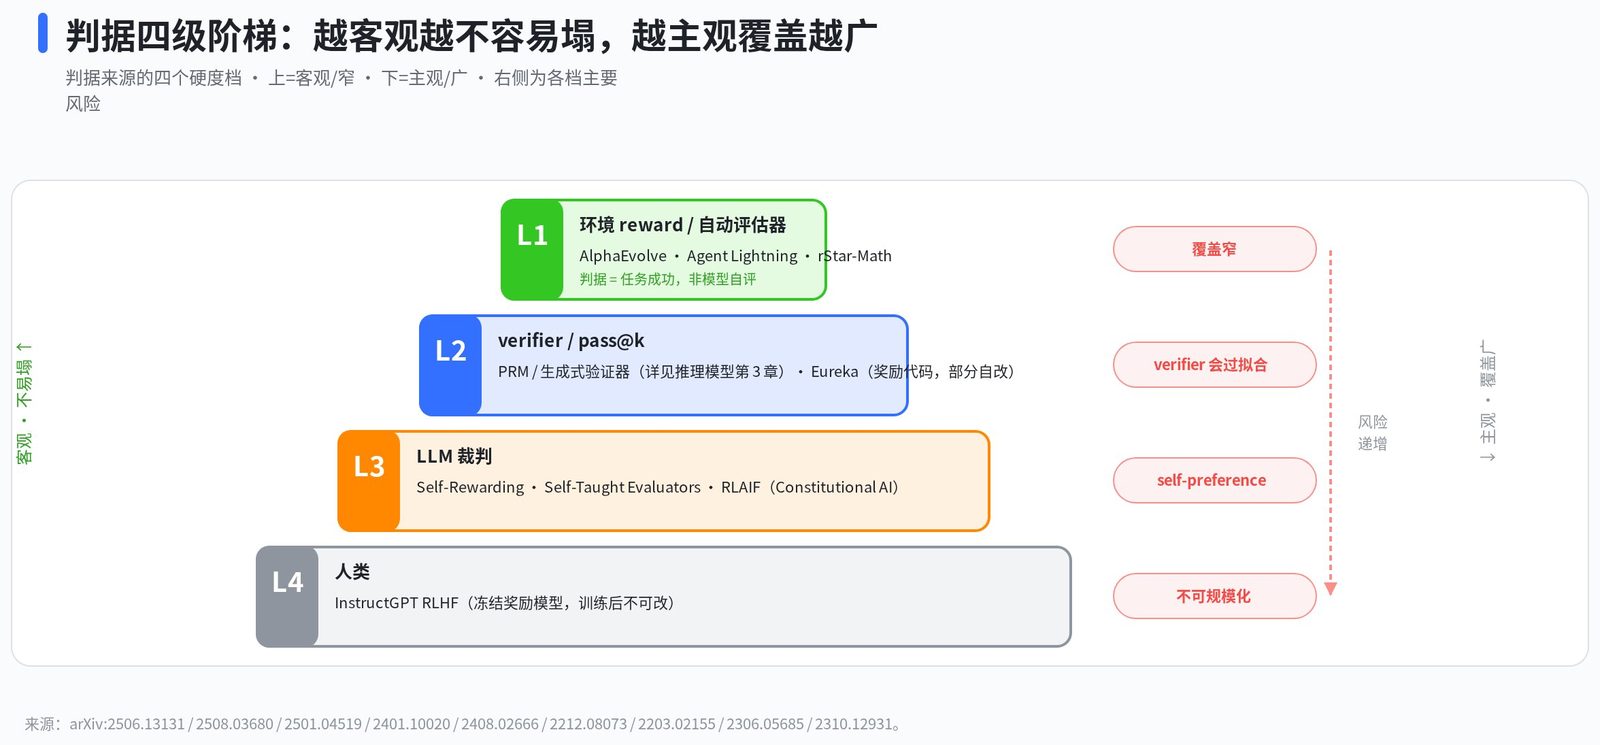 判据四级阶梯：越客观越不容易塌，越主观覆盖越广
判据来源的四个硬度档 · 上=客观/窄 · 下=主观/广 · 右侧为各档主要
风险
L1
环境 reward / 自动评估器
AlphaEvolve · Agent Lightning · rStar-Math
判据 = 任务成功，非模型自评
覆盖窄
L2
verifier / pass@k
PRM / 生成式验证器（详见推理模型第 3 章）· Eureka（奖励代码，部分自改）
verifier 会过拟合
L3
LLM 裁判
Self-Rewarding · Self-Taught Evaluators · RLAIF（Constitutional AI）
self-preference
L4
人类
InstructGPT RLHF（冻结奖励模型，训练后不可改）
不可规模化
客观 · 不易塌 ↑
风险
递增
↓ 主观 · 覆盖广
来源：arXiv:2506.13131 / 2508.03680 / 2501.04519 / 2401.10020 / 2408.02666 / 2212.08073 / 2203.02155 / 2306.05685 / 2310.12931。